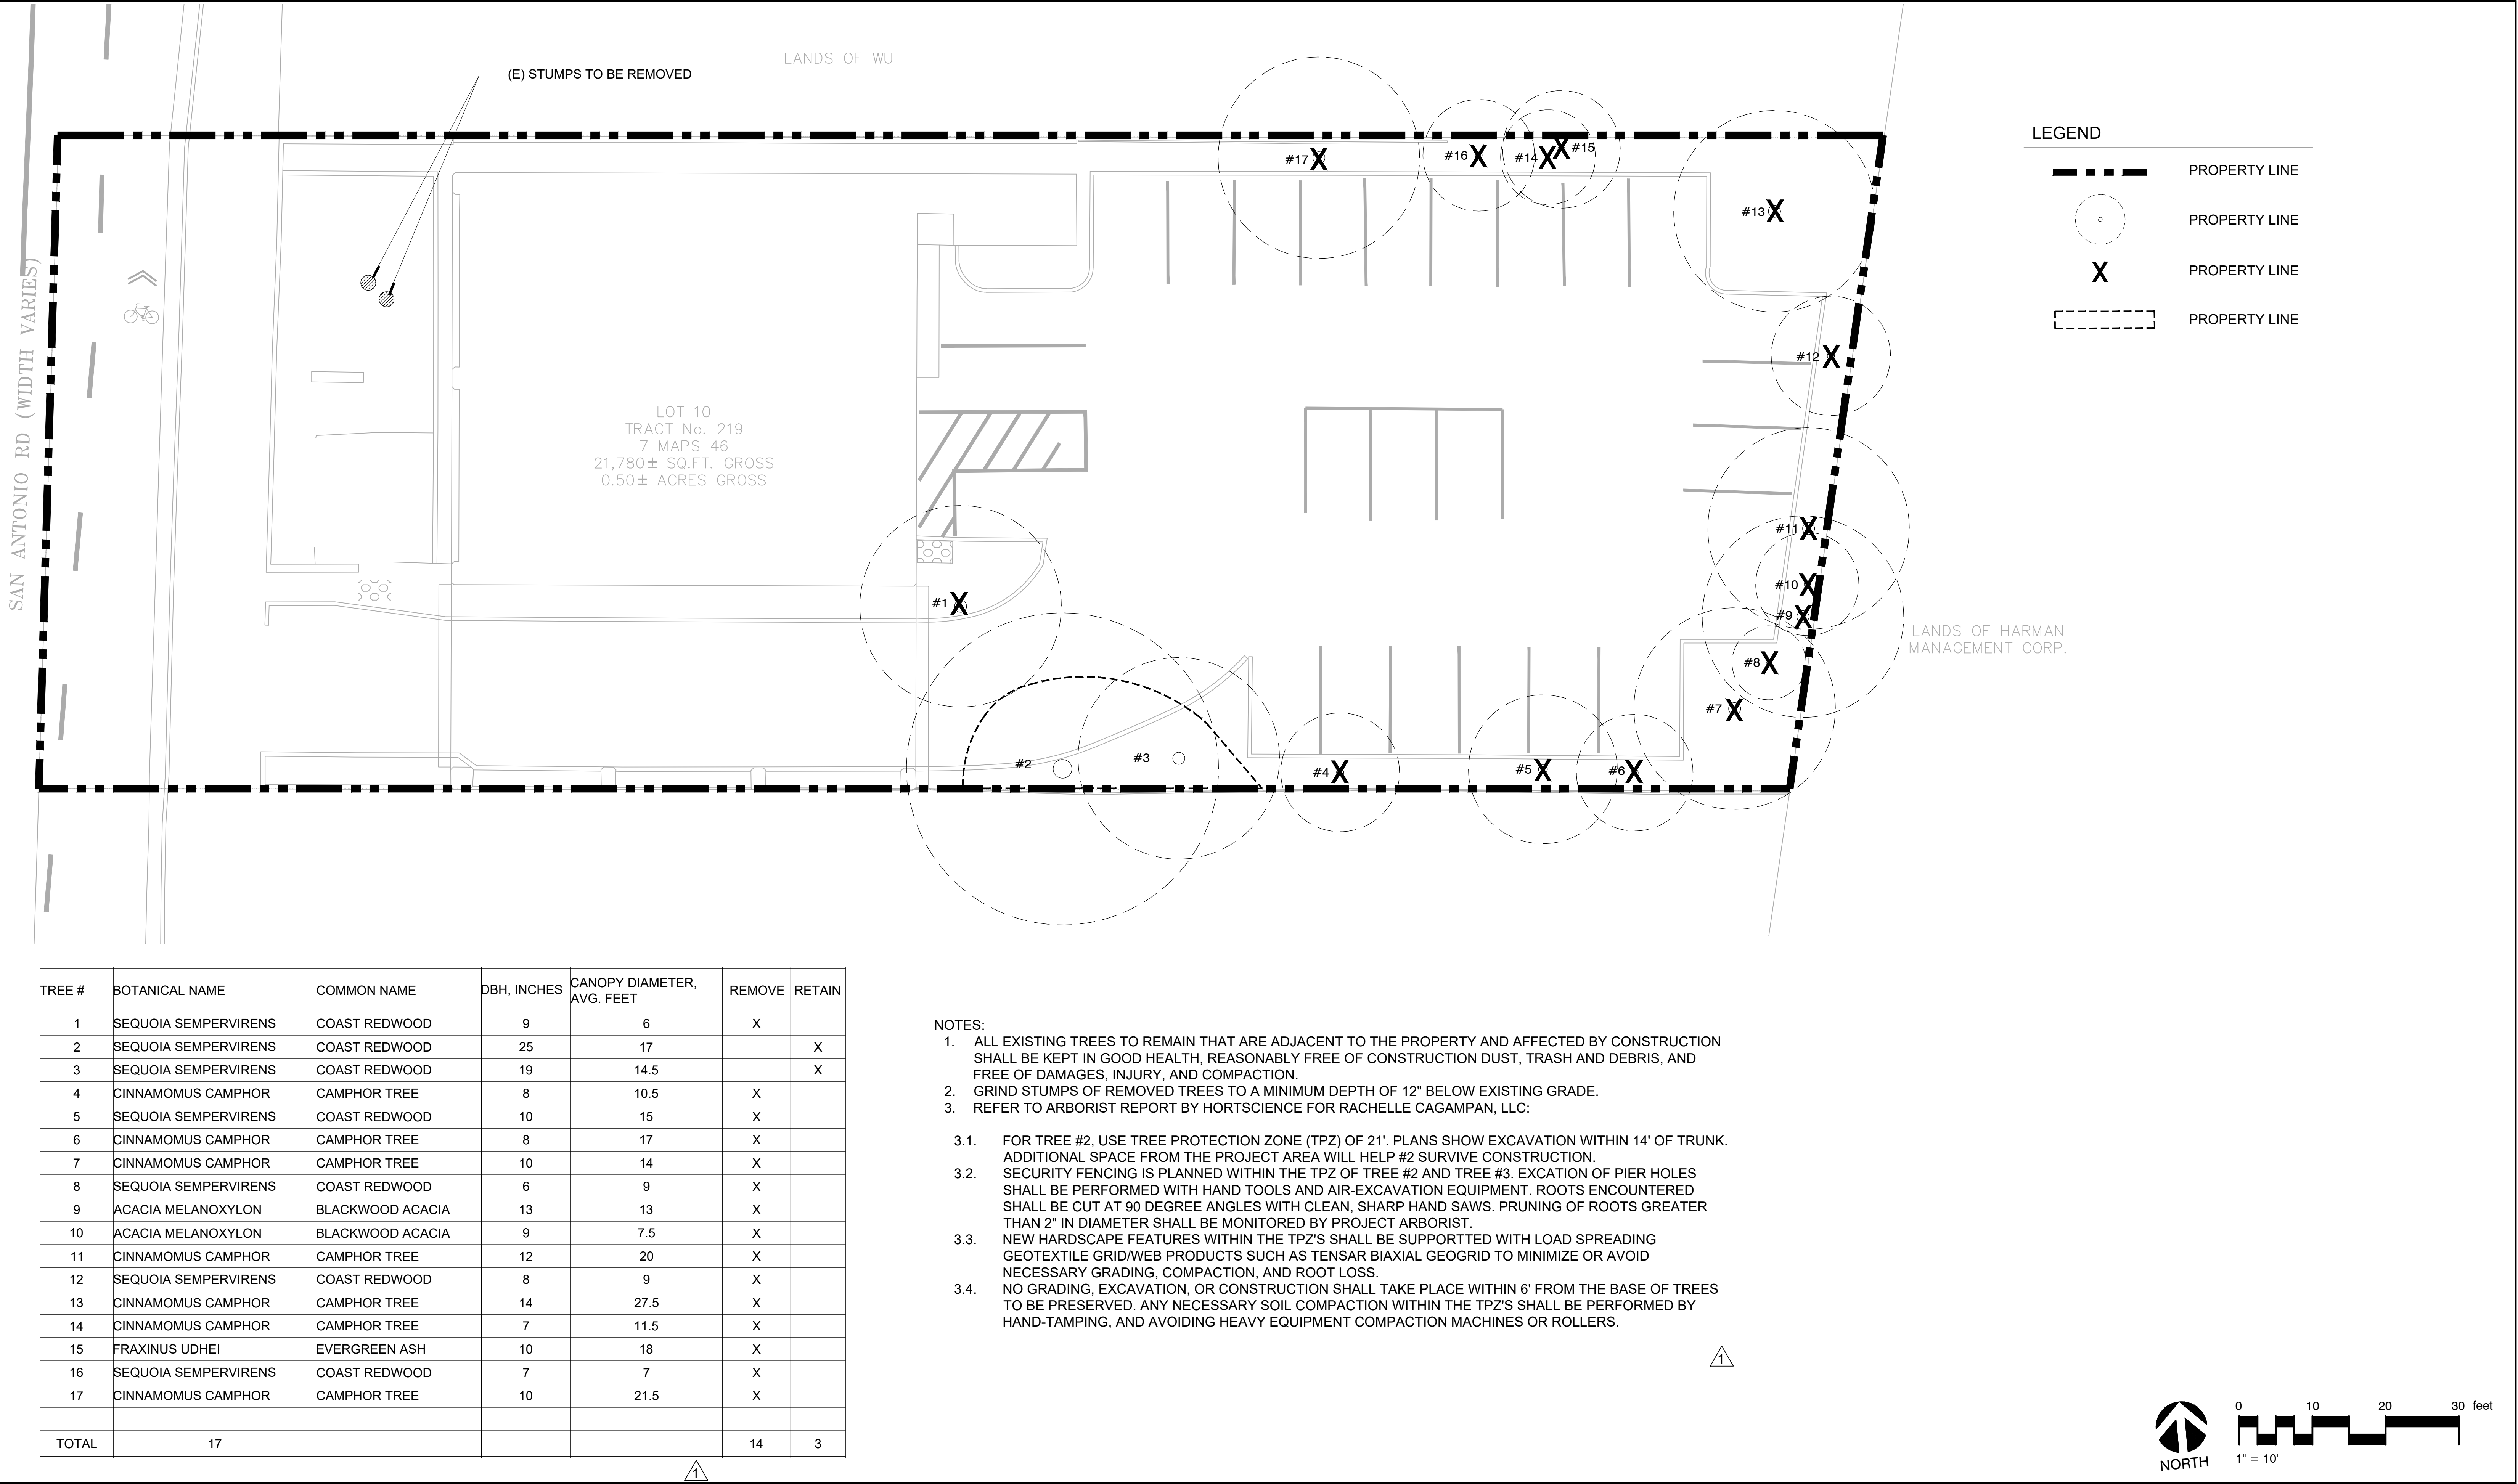 LANDS OF WU
(E) STUMPS TO BE REMOVED
#17
#16
#14
#15
#13
#12
#11
#10
#9
#8
#7
#6
#5
#4
#3
#2
#1
SAN ANTONIO RD (WIDTH VARIES)
LOT 10
TRACT No. 219
7 MAPS 46
21,780± SQ.FT. GROSS
0.50± ACRES GROSS
LANDS OF HARMAN
MANAGEMENT CORP.
LEGEND
PROPERTY LINE
PROPERTY LINE
X PROPERTY LINE
PROPERTY LINE
TREE # BOTANICAL NAME COMMON NAME DBH, INCHES CANOPY DIAMETER, AVG. FEET REMOVE RETAIN
1 SEQUOIA SEMPERVIRENS COAST REDWOOD 9 6 X
2 SEQUOIA SEMPERVIRENS COAST REDWOOD 25 17 X
3 SEQUOIA SEMPERVIRENS COAST REDWOOD 19 14.5 X
4 CINNAMOMUS CAMPHOR CAMPHOR TREE 8 10.5 X
5 SEQUOIA SEMPERVIRENS COAST REDWOOD 10 15 X
6 CINNAMOMUS CAMPHOR CAMPHOR TREE 8 17 X
7 CINNAMOMUS CAMPHOR CAMPHOR TREE 10 14 X
8 SEQUOIA SEMPERVIRENS COAST REDWOOD 6 9 X
9 ACACIA MELANOXYLON BLACKWOOD ACACIA 13 13 X
10 ACACIA MELANOXYLON BLACKWOOD ACACIA 9 7.5 X
11 CINNAMOMUS CAMPHOR CAMPHOR TREE 12 20 X
12 SEQUOIA SEMPERVIRENS COAST REDWOOD 8 9 X
13 CINNAMOMUS CAMPHOR CAMPHOR TREE 14 27.5 X
14 CINNAMOMUS CAMPHOR CAMPHOR TREE 7 11.5 X
15 FRAXINUS UDHEI EVERGREEN ASH 10 18 X
16 SEQUOIA SEMPERVIRENS COAST REDWOOD 7 7 X
17 CINNAMOMUS CAMPHOR CAMPHOR TREE 10 21.5 X
TOTAL 17 14 3
1
NOTES:
1. ALL EXISTING TREES TO REMAIN THAT ARE ADJACENT TO THE PROPERTY AND AFFECTED BY CONSTRUCTION
SHALL BE KEPT IN GOOD HEALTH, REASONABLY FREE OF CONSTRUCTION DUST, TRASH AND DEBRIS, AND
FREE OF DAMAGES, INJURY, AND COMPACTION.
2. GRIND STUMPS OF REMOVED TREES TO A MINIMUM DEPTH OF 12" BELOW EXISTING GRADE.
3. REFER TO ARBORIST REPORT BY HORTSCIENCE FOR RACHELLE CAGAMPAN, LLC:
3.1. FOR TREE #2, USE TREE PROTECTION ZONE (TPZ) OF 21'. PLANS SHOW EXCAVATION WITHIN 14' OF TRUNK.
ADDITIONAL SPACE FROM THE PROJECT AREA WILL HELP #2 SURVIVE CONSTRUCTION.
3.2. SECURITY FENCING IS PLANNED WITHIN THE TPZ OF TREE #2 AND TREE #3. EXCATION OF PIER HOLES
SHALL BE PERFORMED WITH HAND TOOLS AND AIR-EXCAVATION EQUIPMENT. ROOTS ENCOUNTERED
SHALL BE CUT AT 90 DEGREE ANGLES WITH CLEAN, SHARP HAND SAWS. PRUNING OF ROOTS GREATER
THAN 2" IN DIAMETER SHALL BE MONITORED BY PROJECT ARBORIST.
3.3. NEW HARDSCAPE FEATURES WITHIN THE TPZ'S SHALL BE SUPPORTTED WITH LOAD SPREADING
GEOTEXTILE GRID/WEB PRODUCTS SUCH AS TENSAR BIAXIAL GEOGRID TO MINIMIZE OR AVOID
NECESSARY GRADING, COMPACTION, AND ROOT LOSS.
3.4. NO GRADING, EXCAVATION, OR CONSTRUCTION SHALL TAKE PLACE WITHIN 6' FROM THE BASE OF TREES
TO BE PRESERVED. ANY NECESSARY SOIL COMPACTION WITHIN THE TPZ'S SHALL BE PERFORMED BY
HAND-TAMPING, AND AVOIDING HEAVY EQUIPMENT COMPACTION MACHINES OR ROLLERS.
1
NORTH
0 10 20 30 feet
1" = 10'